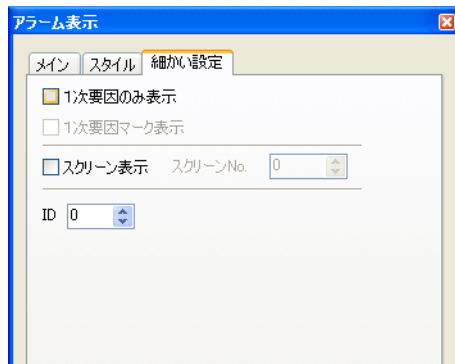 アラーム表示
メイン スタイル 細かい設定
1次要因のみ表示
1次要因マーク表示
スクリーン表示 スクリーンNo. 0
ID 0